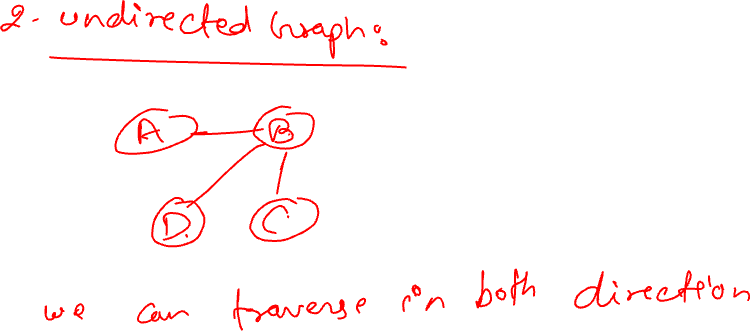 2. undirected Graph:
A B
D C
we can traverse in both direction